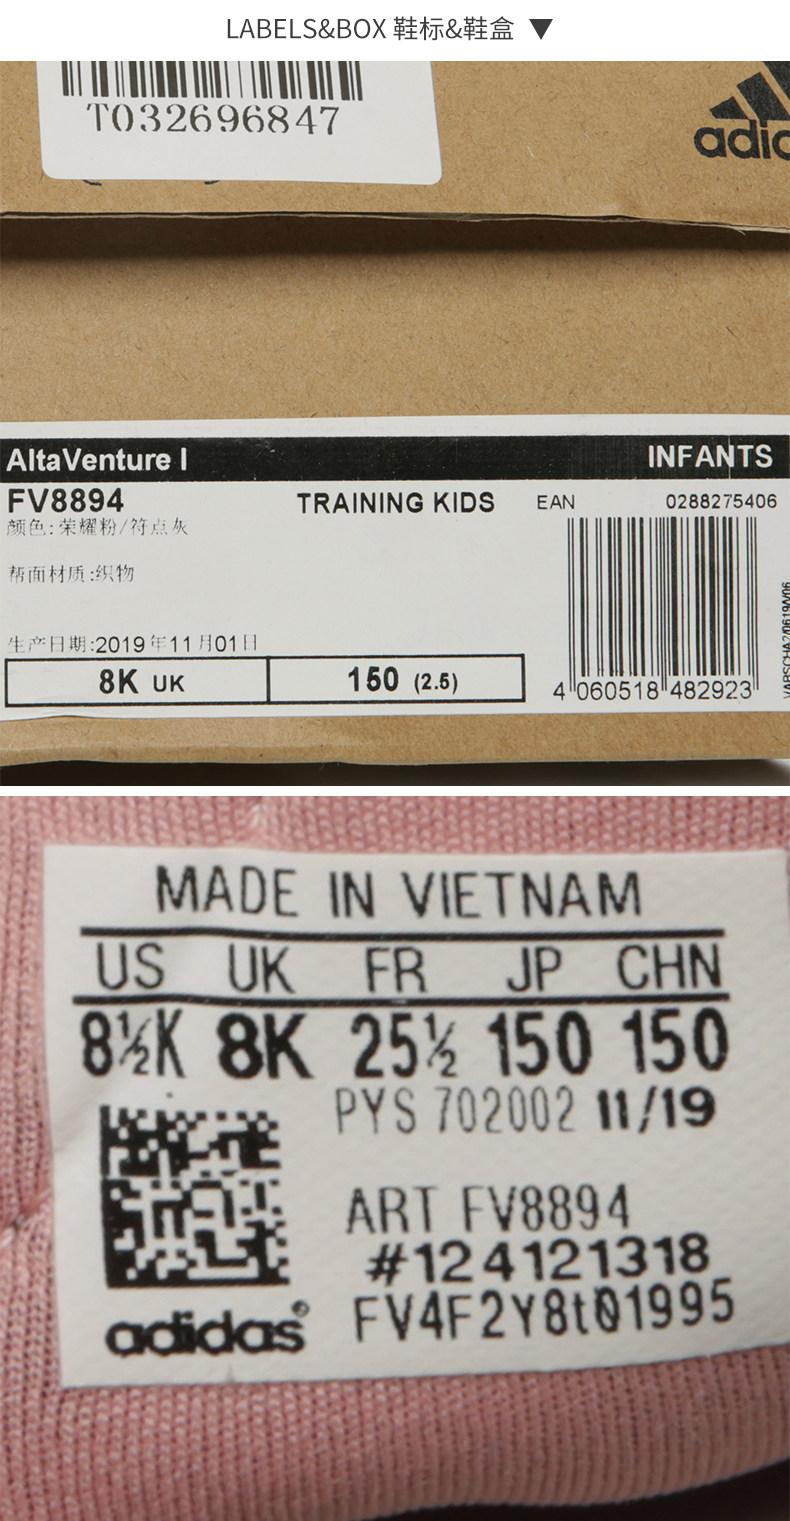 LABELS&BOX 鞋标&鞋盒 ▼
T032696847
adidas
AltaVenture I INFANTS
FV8894 TRAINING KIDS EAN 0288275406
颜色:荣耀粉/符点灰
帮面材质:织物
生产日期:2019年11月01日
8K UK 150 (2.5)
4 060518 482923
MADE IN VIETNAM
US UK FR JP CHN
8½K 8K 25½ 150 150
PYS 702002 11/19
ART FV8894
#124121318
FV4F2Y8t01995
adidas®